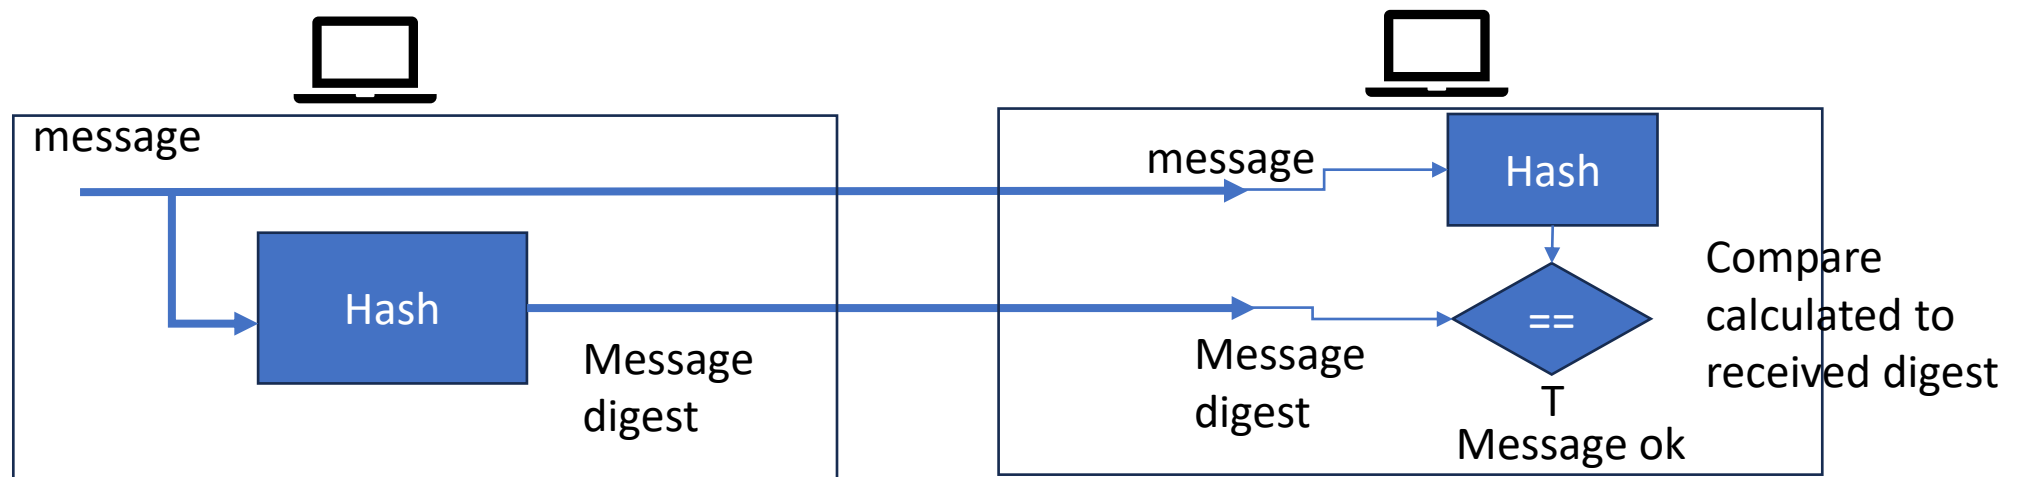 message
Hash
Message
digest
message
Hash
Message
digest
==
T
Message ok
Compare
calculated to
received digest